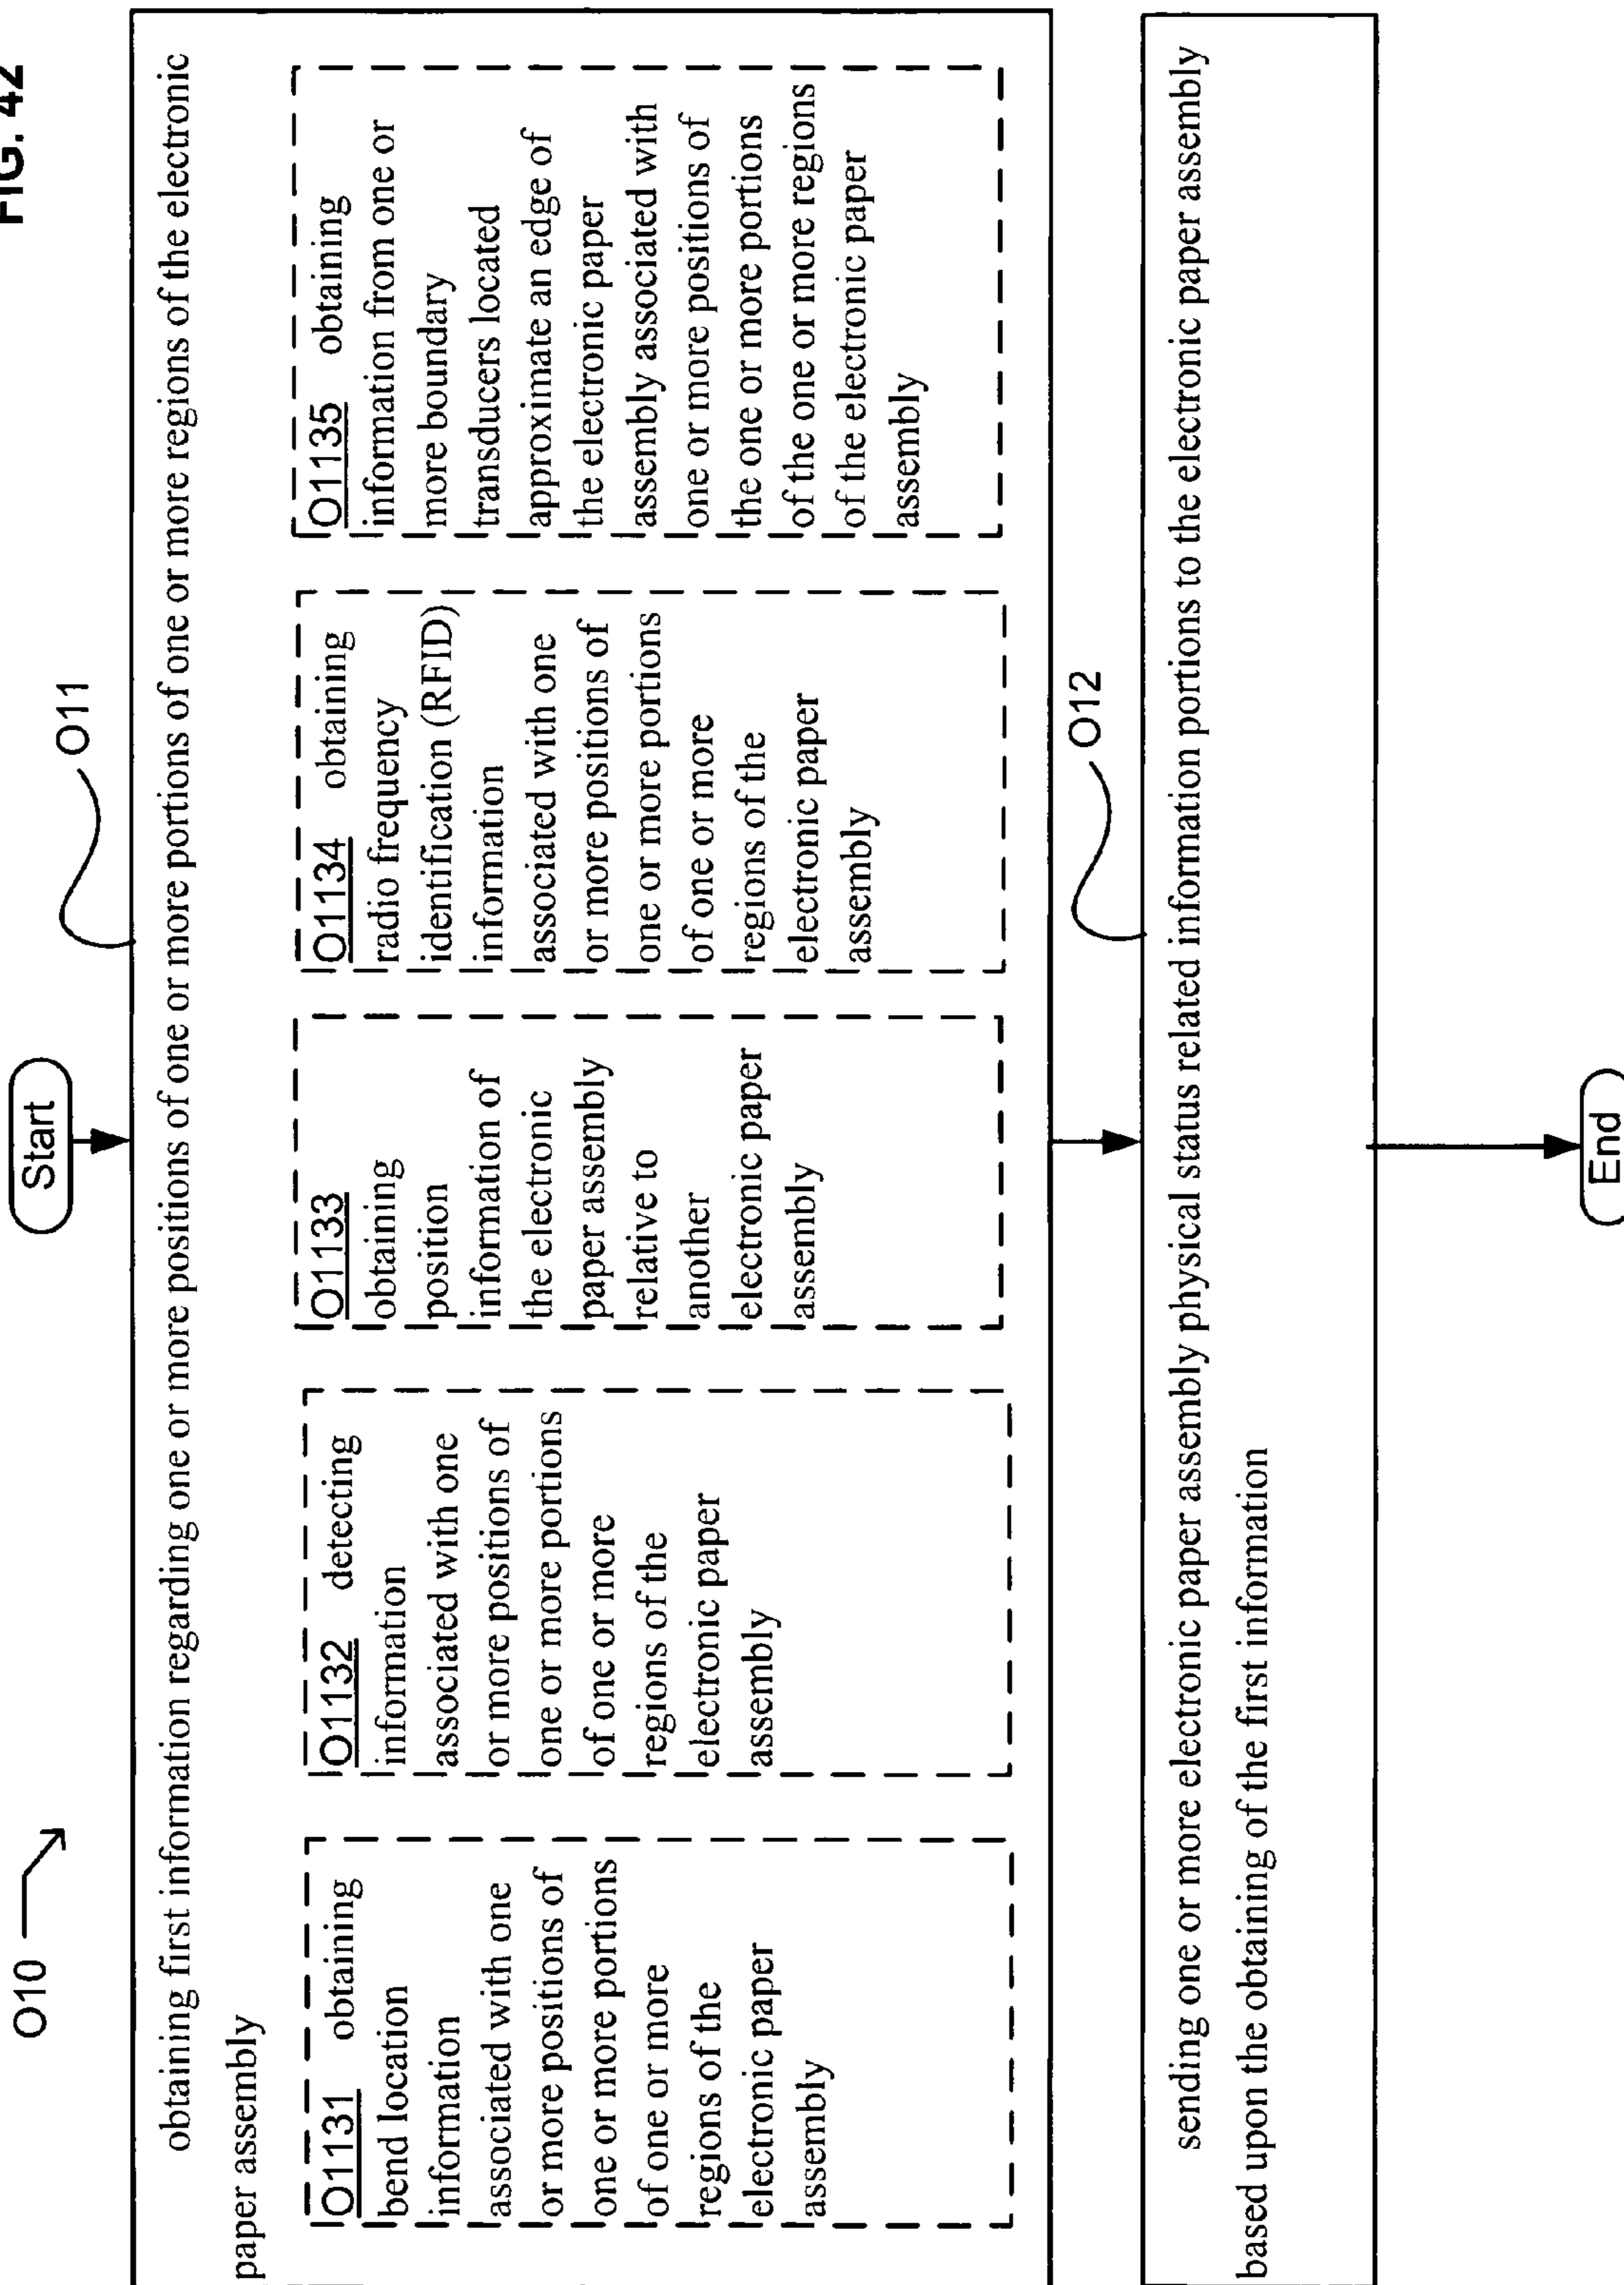 FIG. 42
O10
Start
O11
obtaining first information regarding one or more positions of one or more portions of one or more regions of the electronic
paper assembly
O1131 obtaining
bend location
information
associated with one
or more positions of
one or more portions
of one or more
regions of the
electronic paper
assembly
O1132 detecting
information
associated with one
or more positions of
one or more portions
of one or more
regions of the
electronic paper
assembly
O1133
obtaining
position
information of
the electronic
paper assembly
relative to
another
electronic paper
assembly
O1134 obtaining
radio frequency
identification (RFID)
information
associated with one
or more positions of
one or more portions
of one or more
regions of the
electronic paper
assembly
O1135 obtaining
information from one or
more boundary
transducers located
approximate an edge of
the electronic paper
assembly associated with
one or more positions of
the one or more portions
of the one or more regions
of the electronic paper
assembly
O12
sending one or more electronic paper assembly physical status related information portions to the electronic paper assembly
based upon the obtaining of the first information
End